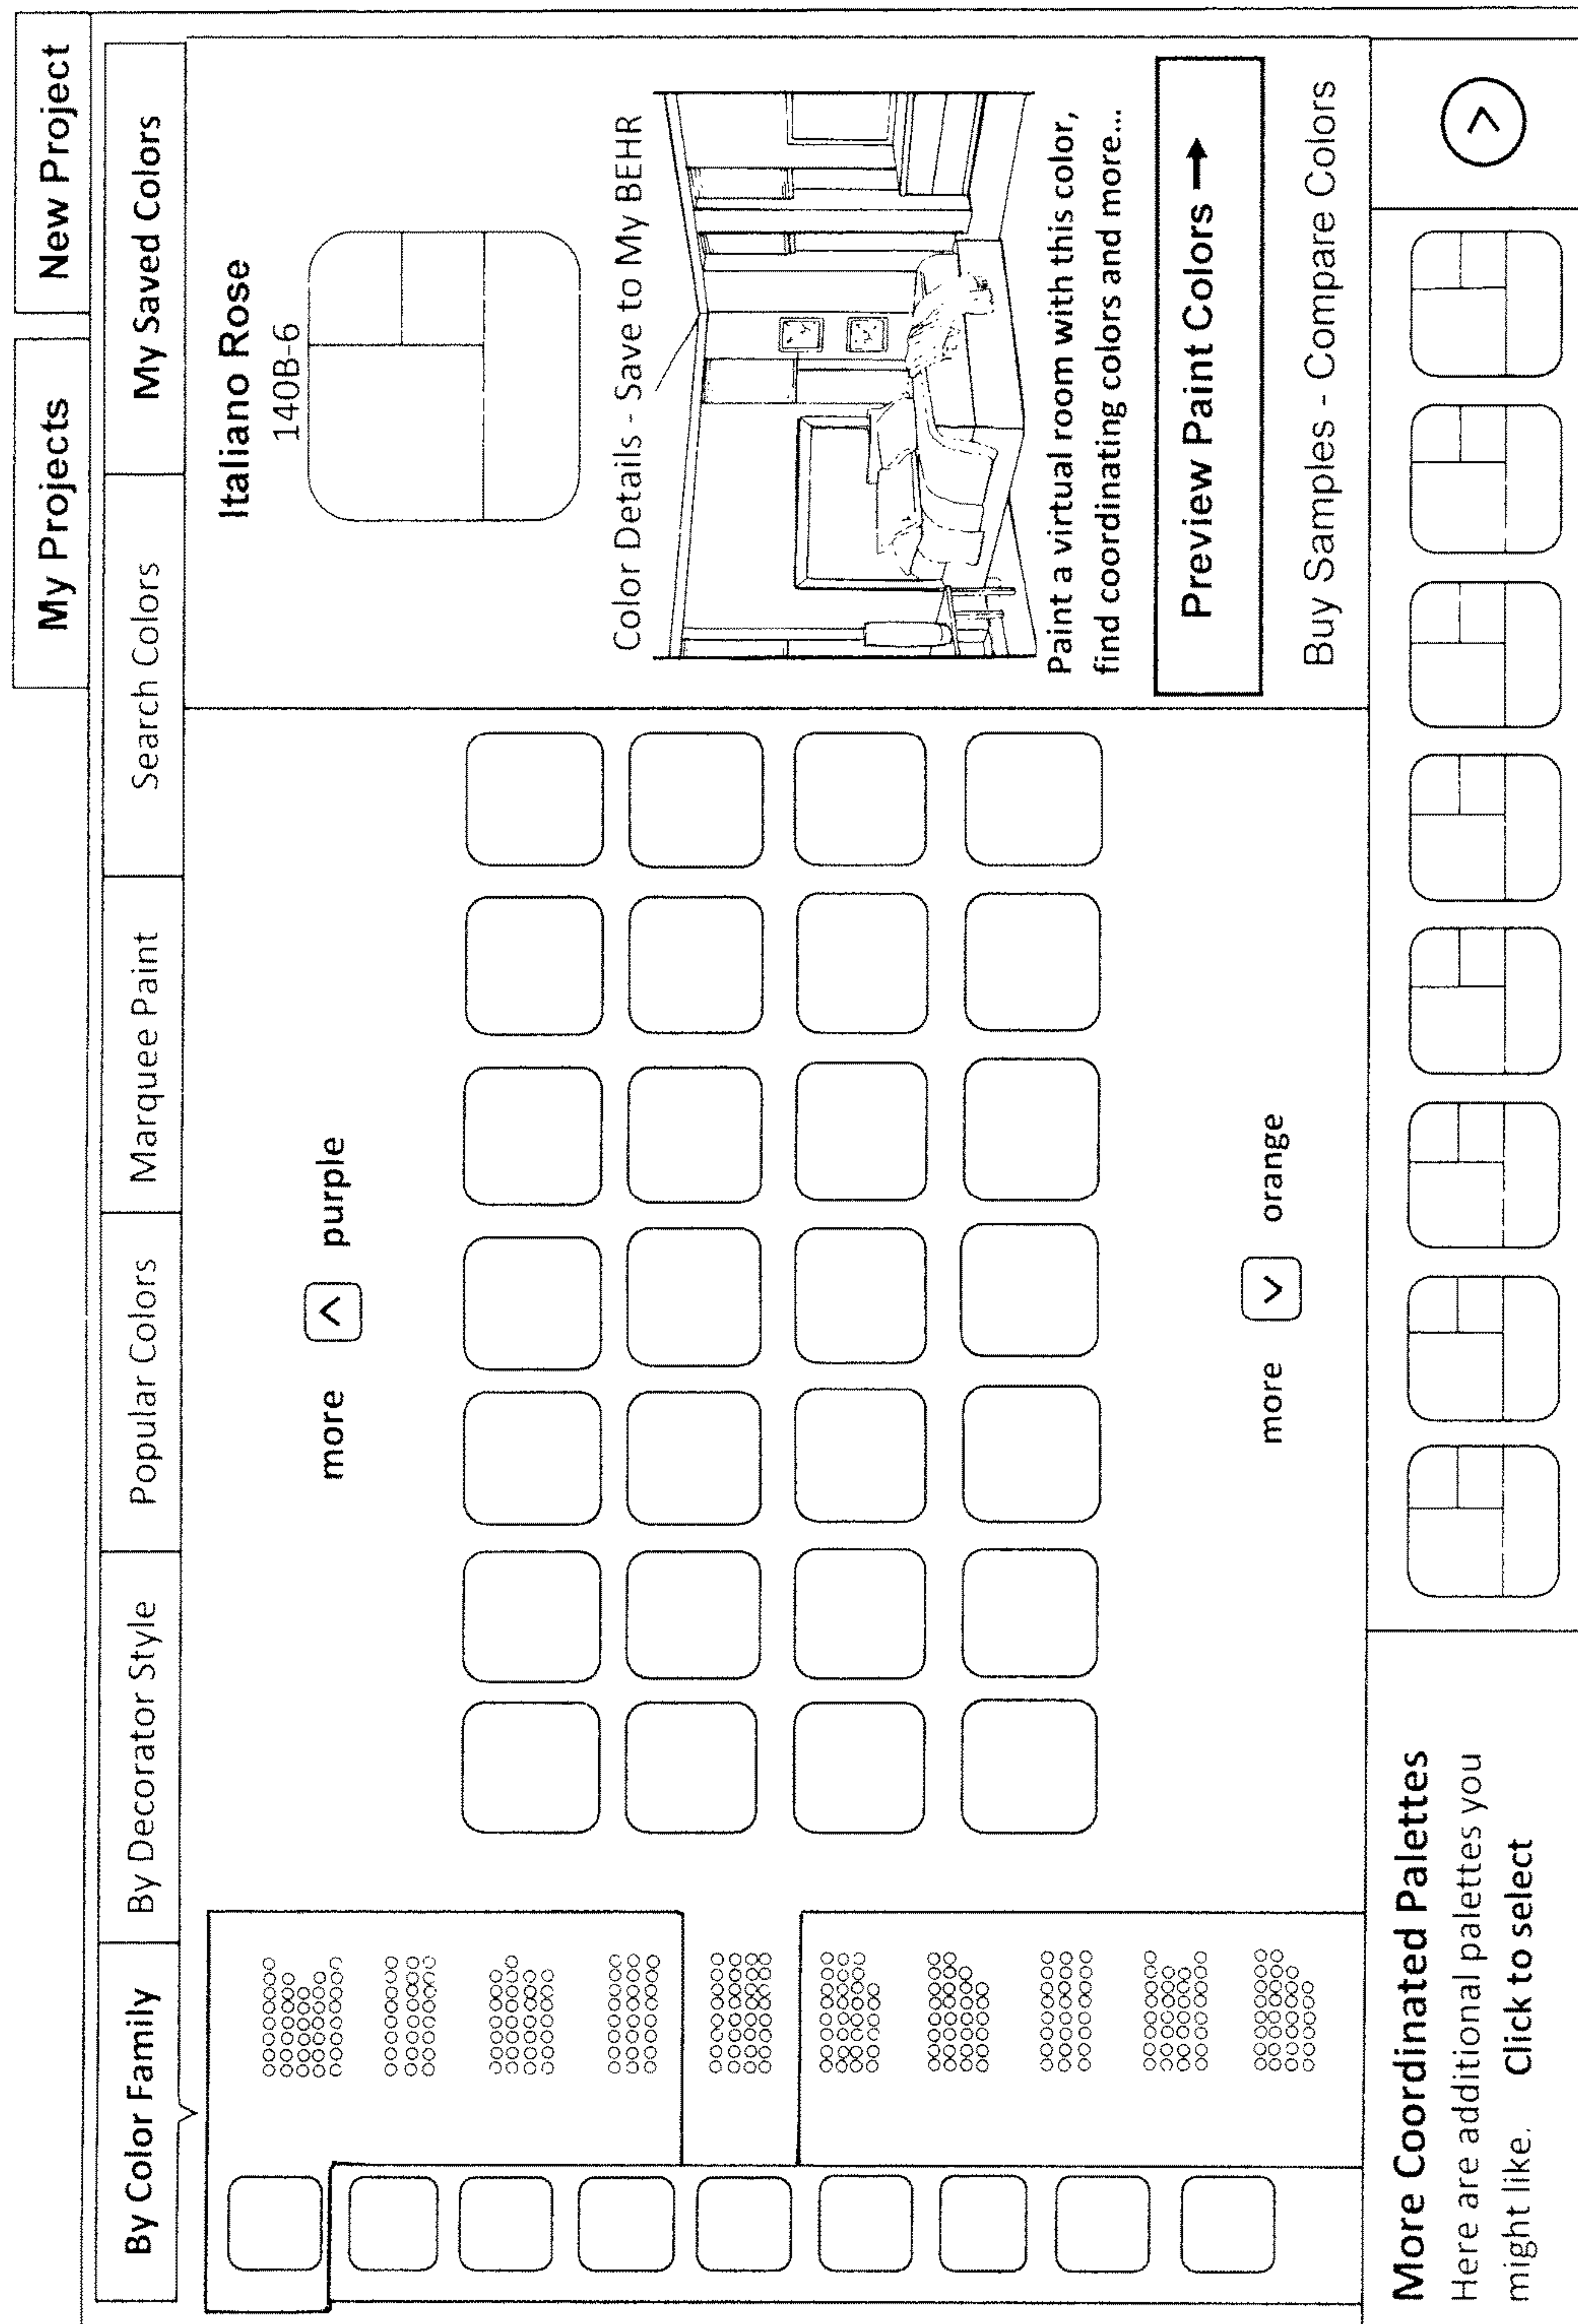 My Projects
New Project
By Color Family
By Decorator Style
Popular Colors
Marquee Paint
Search Colors
My Saved Colors
more ^ purple
more v orange
Italiano Rose
140B-6
Color Details - Save to My BEHR
Paint a virtual room with this color,
find coordinating colors and more...
Preview Paint Colors →
Buy Samples - Compare Colors
More Coordinated Palettes
Here are additional palettes you
might like. Click to select
>